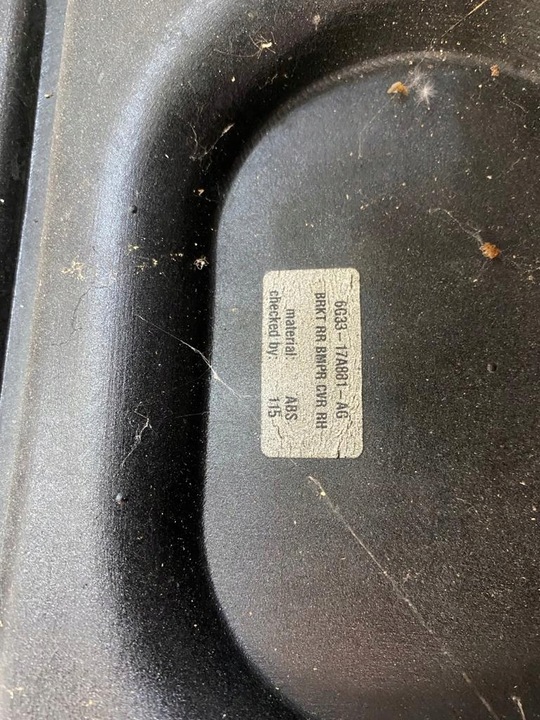 6G33-17A881-AG
BRKT RR BMPR CVR RH
material: ABS
checked by: 115